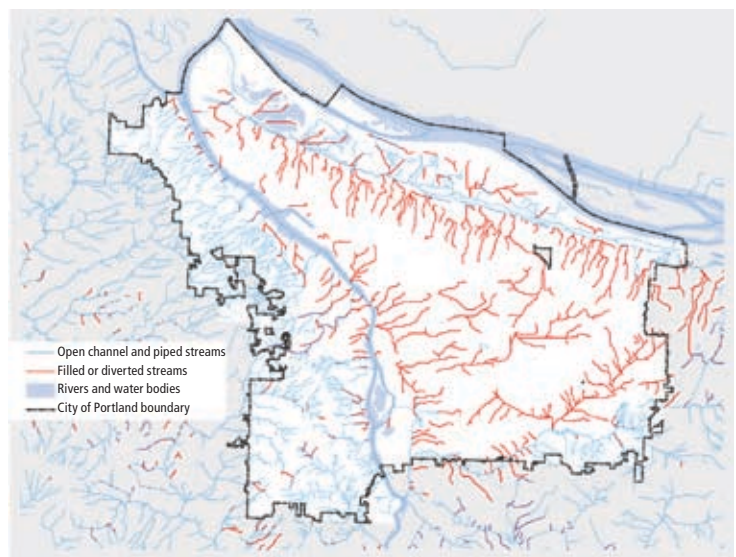 Open channel and piped streams
Filled or diverted streams
Rivers and water bodies
City of Portland boundary